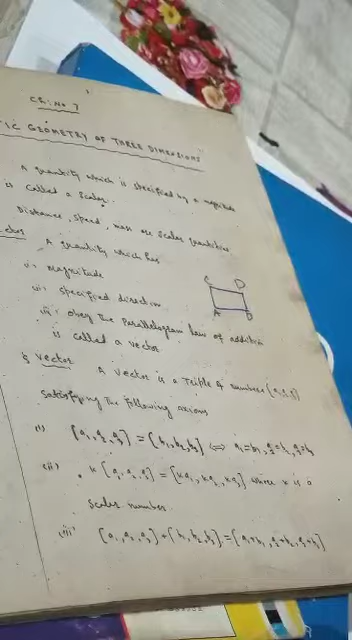 CH: NO 7
TIC GEOMETRY OF THREE DIMENSIONS
A quantity which is specified by a magnitude
is called a scalar.
Distance, speed, mass are scalar quantities
A quantity which has
i) magnitude
ii) specified direction
iii) obey the parallelogram law of addition
is called a vector
C D
A B
Vector A vector is a triple of numbers
satisfying the following axioms
(i) [a₁, a₂, a₃] = [b₁, b₂, b₃] ⇔ a₁=b₁, a₂=b₂, a₃=b₃
(ii) k[a₁, a₂, a₃] = [ka₁, ka₂, ka₃] where k is a
scalar number.
(iii) [a₁, a₂, a₃] + [b₁, b₂, b₃] = [a₁+b₁, a₂+b₂, a₃+b₃]